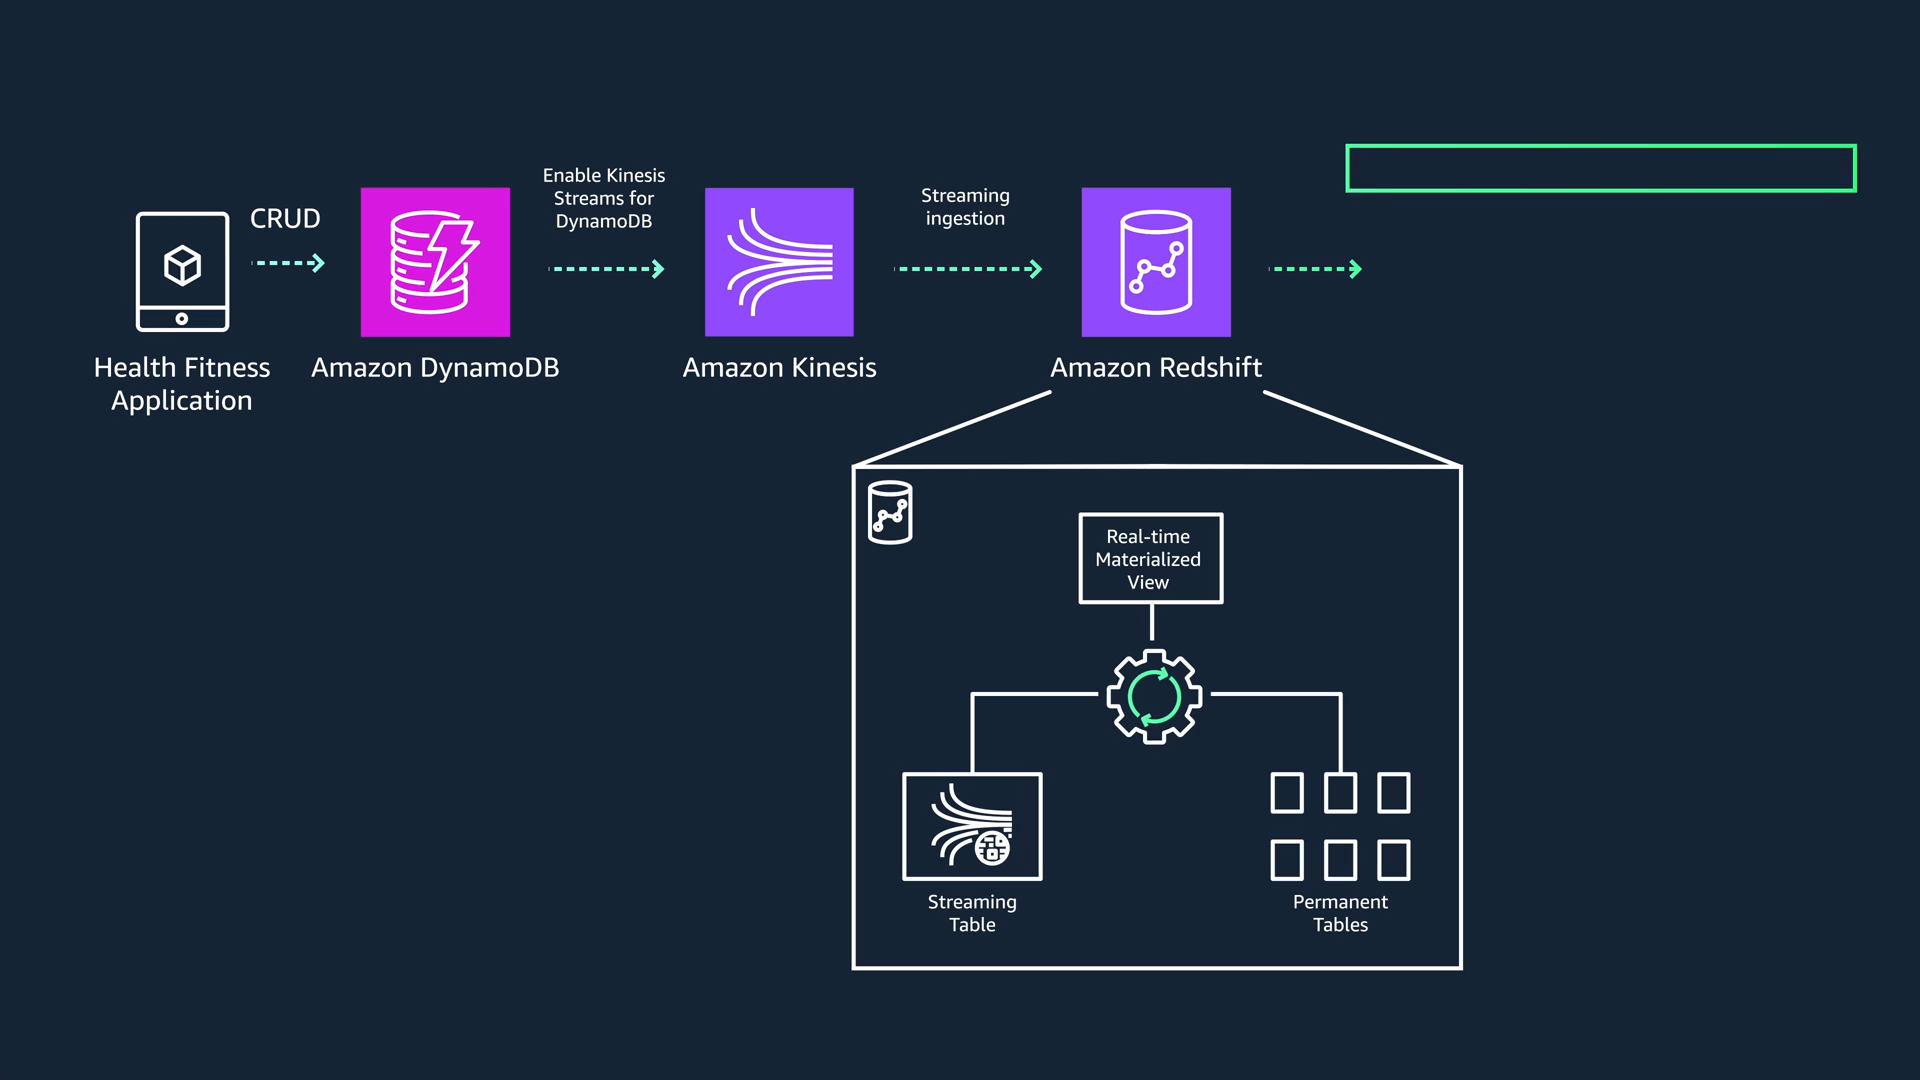 CRUD
Enable Kinesis
Streams for
DynamoDB
Streaming
ingestion
Health Fitness
Application
Amazon DynamoDB
Amazon Kinesis
Amazon Redshift
Real-time
Materialized
View
Streaming
Table
Permanent
Tables